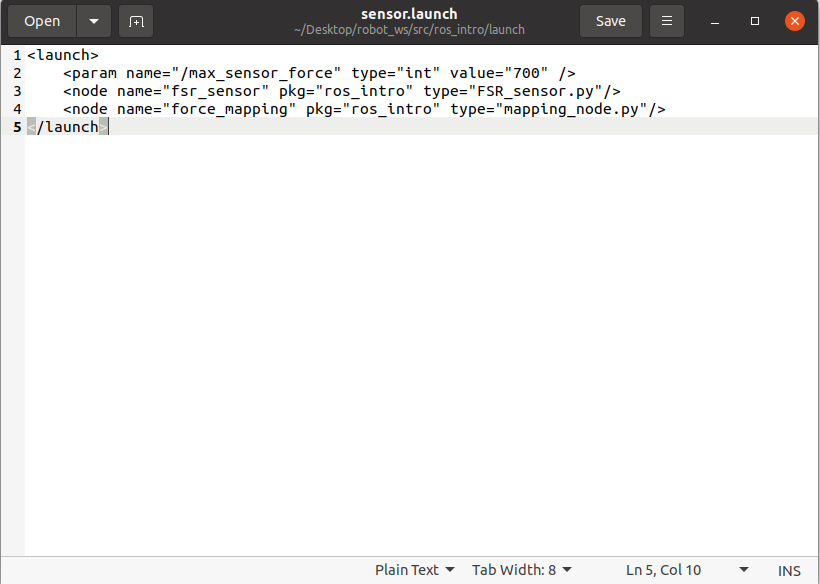 Open
sensor.launch
~/Desktop/robot_ws/src/ros_intro/launch
Save
1 <launch>
2     <param name="/max_sensor_force" type="int" value="700" />
3     <node name="fsr_sensor" pkg="ros_intro" type="FSR_sensor.py"/>
4     <node name="force_mapping" pkg="ros_intro" type="mapping_node.py"/>
5 </launch>
Plain Text Tab Width: 8 Ln 5, Col 10 INS